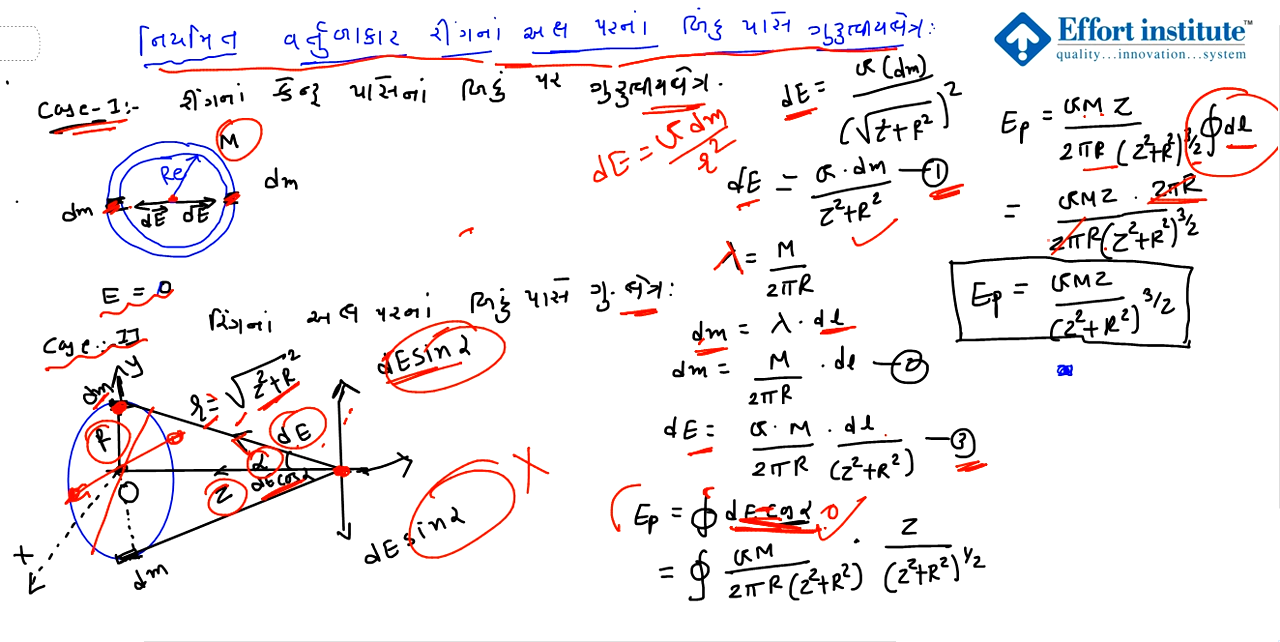 નિયમિત વર્તુળાકાર રીંગનાં અક્ષ પરનાં બિંદુ પાસે ગુરુત્વીયક્ષેત્ર:
Effort institute™
quality...innovation...system
Case-I:- રીંગનાં કેન્દ્ર પાસેનાં બિંદુ પર ગુરુત્વીયક્ષેત્ર.
M
Re
dm
dm
dE dE
E = 0
dE = G dm / r²
dE = G(dm) / (√z²+R²)²
dE = G·dm / z²+R² —①
λ = M / 2πR
dm = λ·dl
dm = M / 2πR · dl —②
dE = G·M / 2πR · dl / (z²+R²) —③
Ep = ∮ dE cosα
= ∮ GM / 2πR(z²+R²) · z / (z²+R²)^1/2
Ep = GMZ / 2πR(z²+R²)^3/2 ∮dl
= GMZ·2πR / 2πR(z²+R²)^3/2
Ep = GMZ / (z²+R²)^3/2
Case-II રિંગનાં અક્ષ પરનાં બિંદુ પાસે ગુ. ક્ષેત્ર:
dEsinα
r = √z²+R²
dm
y
R
dE
α
dEcosα
z
O
x
dm
dEsinα